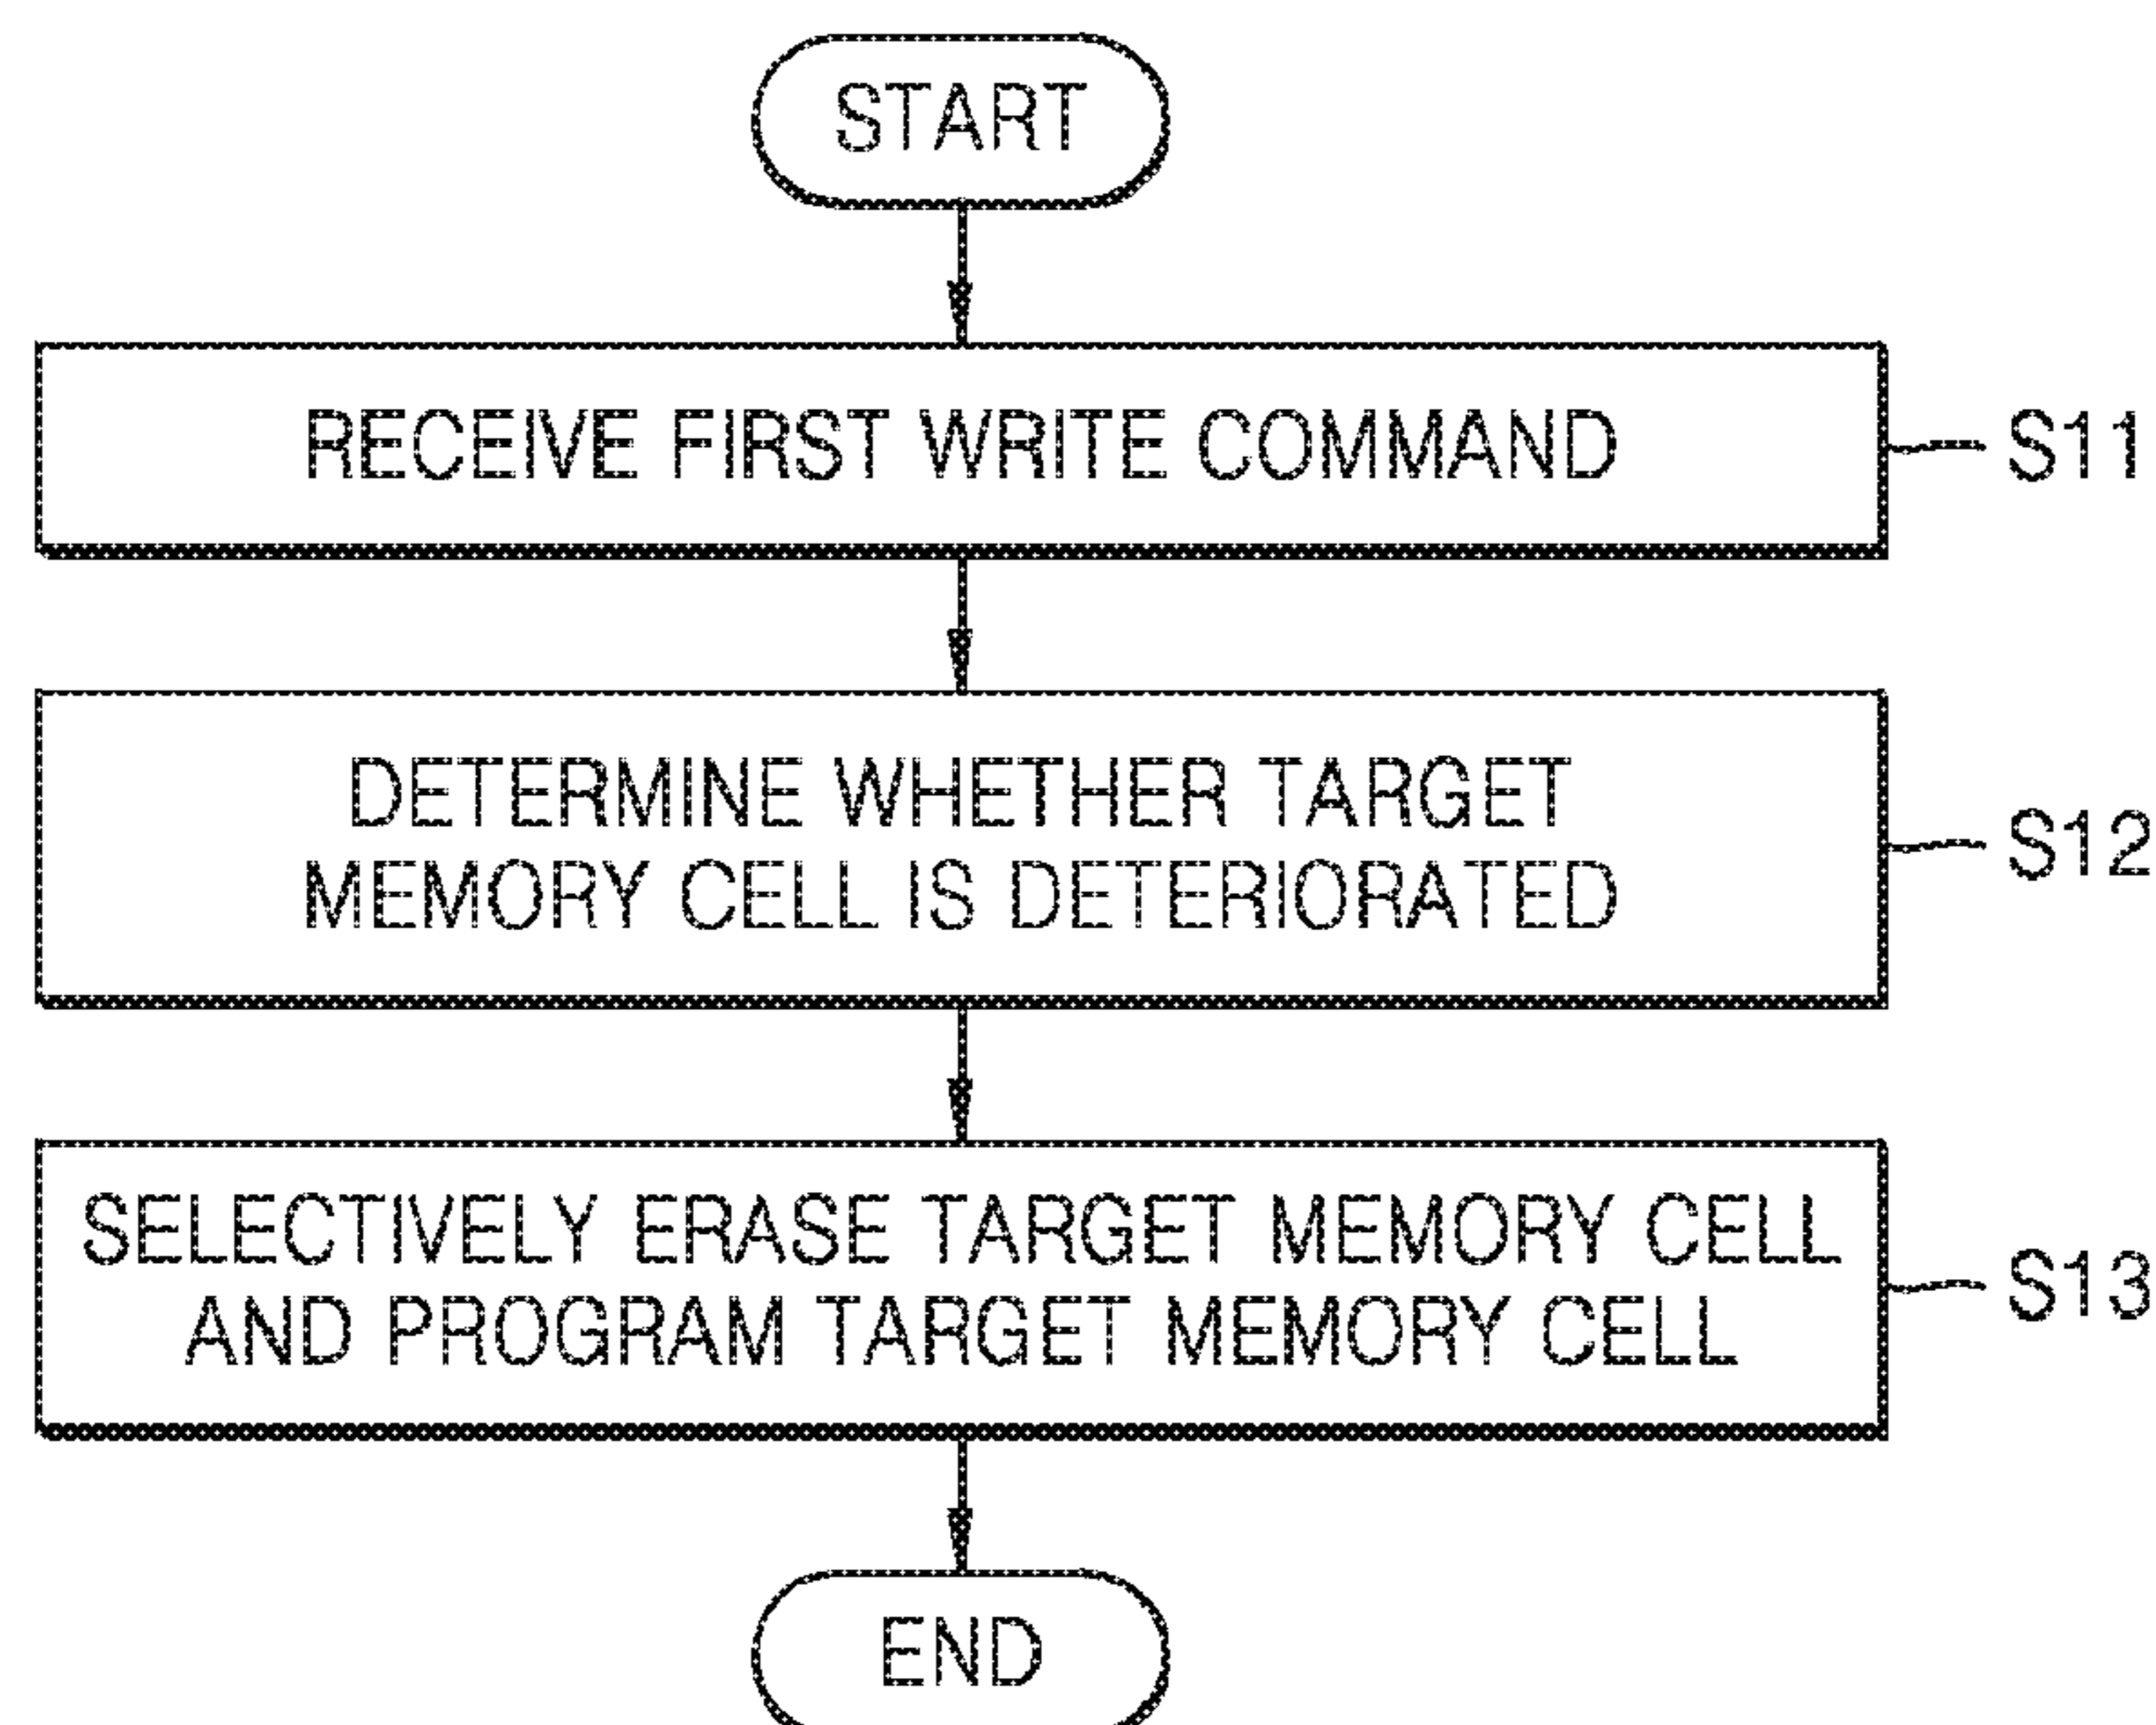 START
RECEIVE FIRST WRITE COMMAND
S11
DETERMINE WHETHER TARGET
MEMORY CELL IS DETERIORATED
S12
SELECTIVELY ERASE TARGET MEMORY CELL
AND PROGRAM TARGET MEMORY CELL
S13
END